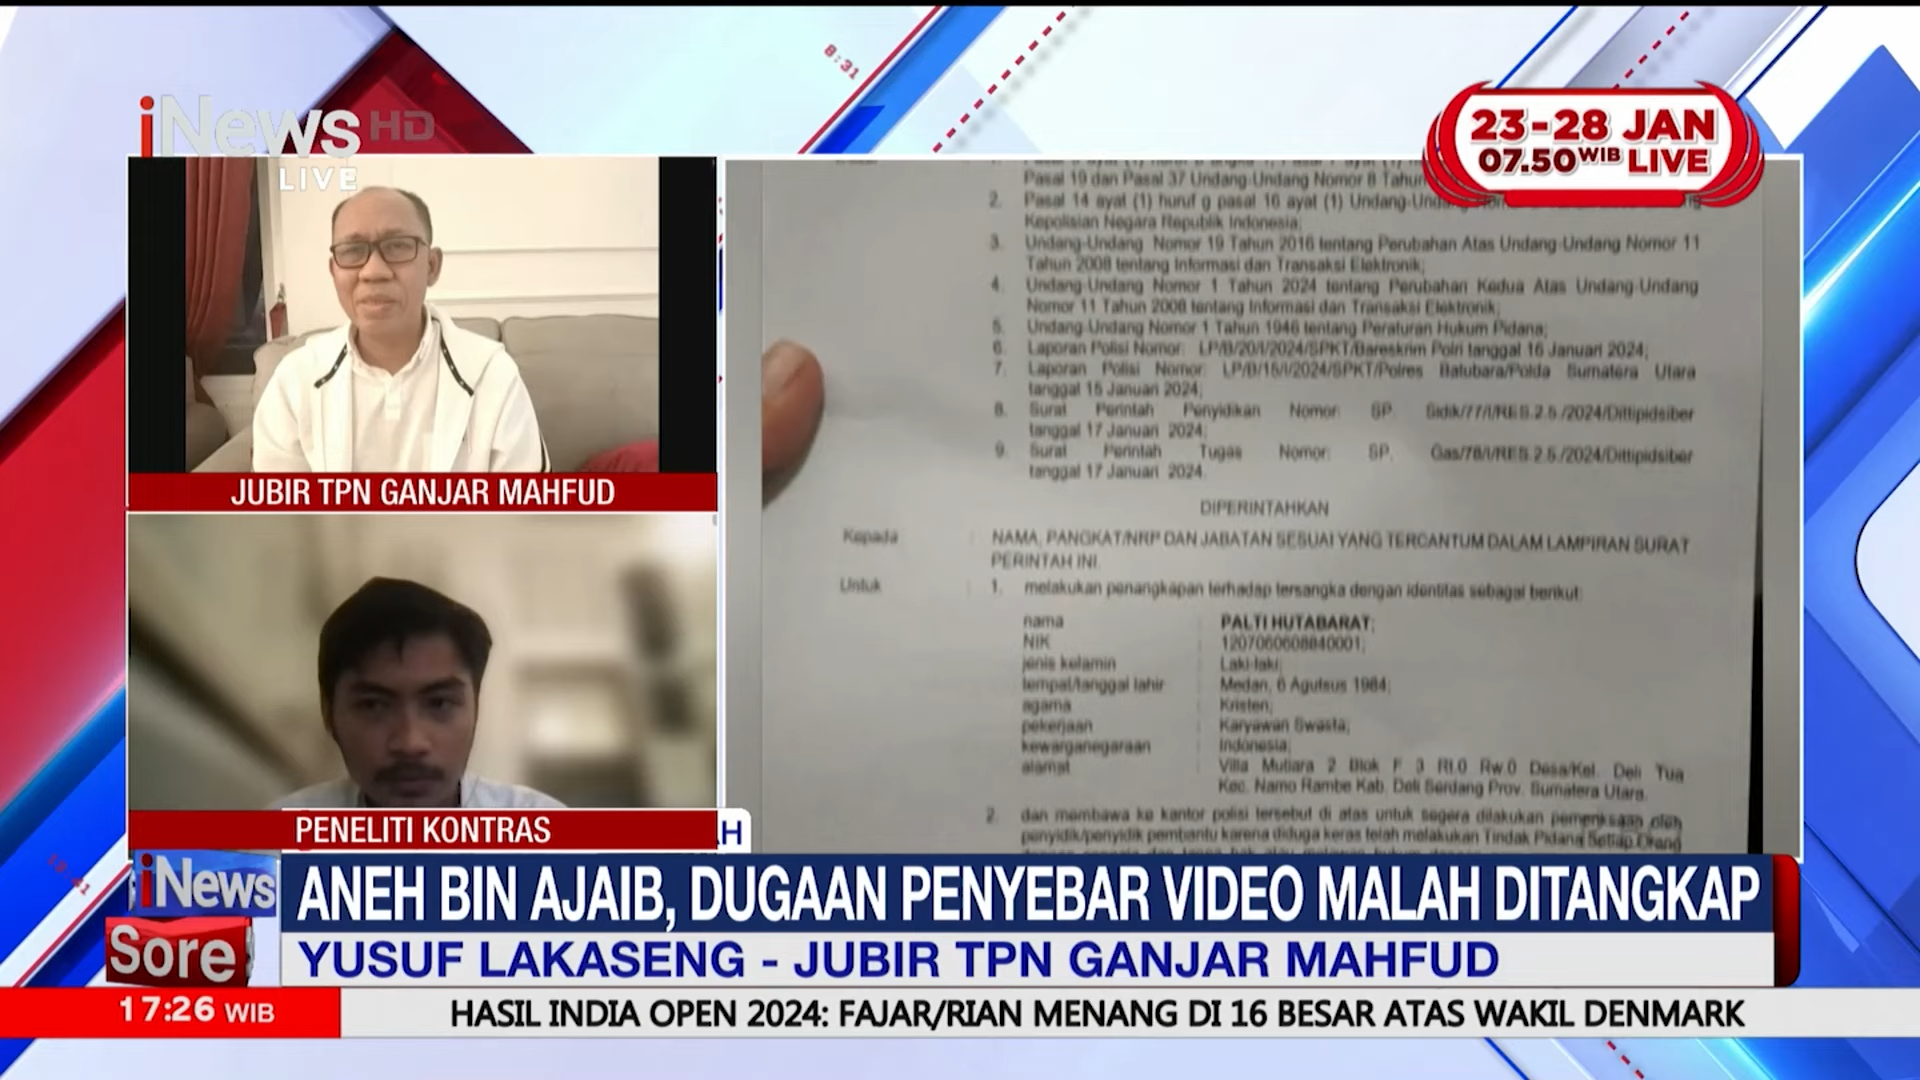 8:31
iNews HD
LIVE
23-28 JAN
07.50 WIB LIVE
JUBIR TPN GANJAR MAHFUD
PENELITI KONTRAS
Pasal 19 dan Pasal 37 Undang-Undang Nomor 8 Tahun
2. Pasal 14 ayat (1) huruf g pasal 16 ayat (1)
Kepolisian Negara Republik Indonesia;
3. Undang-Undang Nomor 19 Tahun 2016 tentang Perubahan Atas Undang-Undang Nomor 11
Tahun 2008 tentang Informasi dan Transaksi Elektronik;
4. Undang-Undang Nomor 1 Tahun 2024 tentang Perubahan Kedua Atas Undang-Undang
Nomor 11 Tahun 2008 tentang Informasi dan Transaksi Elektronik;
5. Undang-Undang Nomor 1 Tahun 1946 tentang Peraturan Hukum Pidana;
6. Laporan Polisi Nomor: LP/B/20/I/2024/SPKT/Bareskrim Polri tanggal 16 Januari 2024;
7. Laporan Polisi Nomor: LP/B/15/I/2024/SPKT/Polres Batubara/Polda Sumatera Utara
tanggal 15 Januari 2024;
8. Surat Perintah Penyidikan Nomor: SP. Sidik/77/I/RES.2.5./2024/Dittipidsiber
tanggal 17 Januari 2024;
9. Surat Perintah Tugas Nomor: SP. Gas/78/I/RES.2.5./2024/Dittipidsiber
tanggal 17 Januari 2024.
DIPERINTAHKAN
Kepada : NAMA, PANGKAT/NRP DAN JABATAN SESUAI YANG TERCANTUM DALAM LAMPIRAN SURAT
PERINTAH INI.
Untuk : 1. melakukan penangkapan terhadap tersangka dengan identitas sebagai berikut:
nama : PALTI HUTABARAT;
NIK : 1207060608840001;
jenis kelamin : Laki-laki;
tempat/tanggal lahir : Medan, 6 Agutsus 1984;
agama : Kristen;
pekerjaan : Karyawan Swasta;
kewarganegaraan : Indonesia;
alamat : Villa Mutiara 2 Blok F 3 Rt.0 Rw.0 Desa/Kel. Deli Tua
Kec. Namo Rambe Kab. Deli Serdang Prov. Sumatera Utara.
2. dan membawa ke kantor polisi tersebut di atas untuk segera dilakukan pemeriksaan oleh
penyidik/penyidik pembantu karena diduga keras telah melakukan Tindak Pidana Setiap Orang
AH
iNews
Sore
ANEH BIN AJAIB, DUGAAN PENYEBAR VIDEO MALAH DITANGKAP
YUSUF LAKASENG - JUBIR TPN GANJAR MAHFUD
17:26 WIB
HASIL INDIA OPEN 2024: FAJAR/RIAN MENANG DI 16 BESAR ATAS WAKIL DENMARK